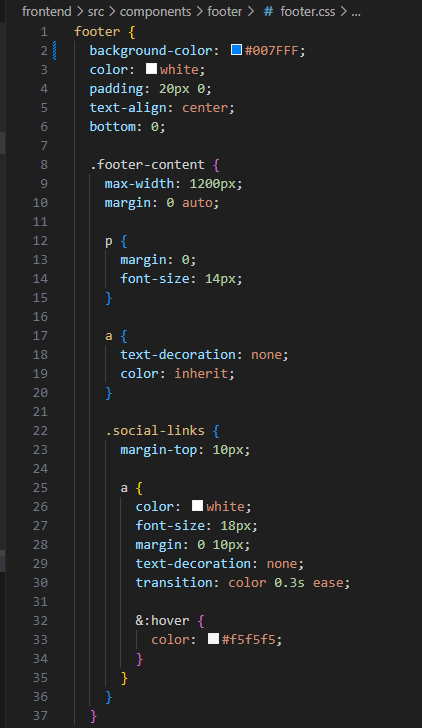 frontend > src > components > footer > # footer.css > ...
1 footer {
2   background-color: #007FFF;
3   color: white;
4   padding: 20px 0;
5   text-align: center;
6   bottom: 0;
7
8   .footer-content {
9     max-width: 1200px;
10     margin: 0 auto;
11
12     p {
13       margin: 0;
14       font-size: 14px;
15     }
16
17     a {
18       text-decoration: none;
19       color: inherit;
20     }
21
22     .social-links {
23       margin-top: 10px;
24
25       a {
26         color: white;
27         font-size: 18px;
28         margin: 0 10px;
29         text-decoration: none;
30         transition: color 0.3s ease;
31
32         &:hover {
33           color: #f5f5f5;
34         }
35       }
36     }
37   }